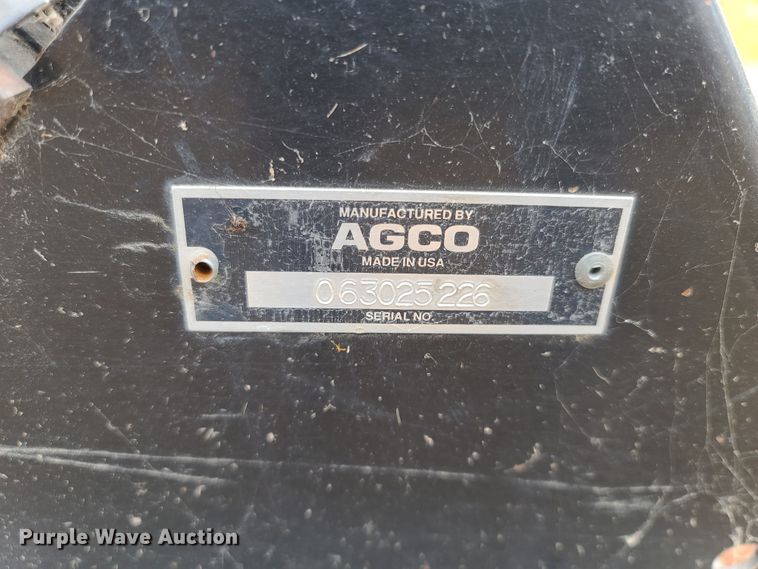 MANUFACTURED BY
AGCO
MADE IN USA
063025226
SERIAL NO.
Purple Wave Auction